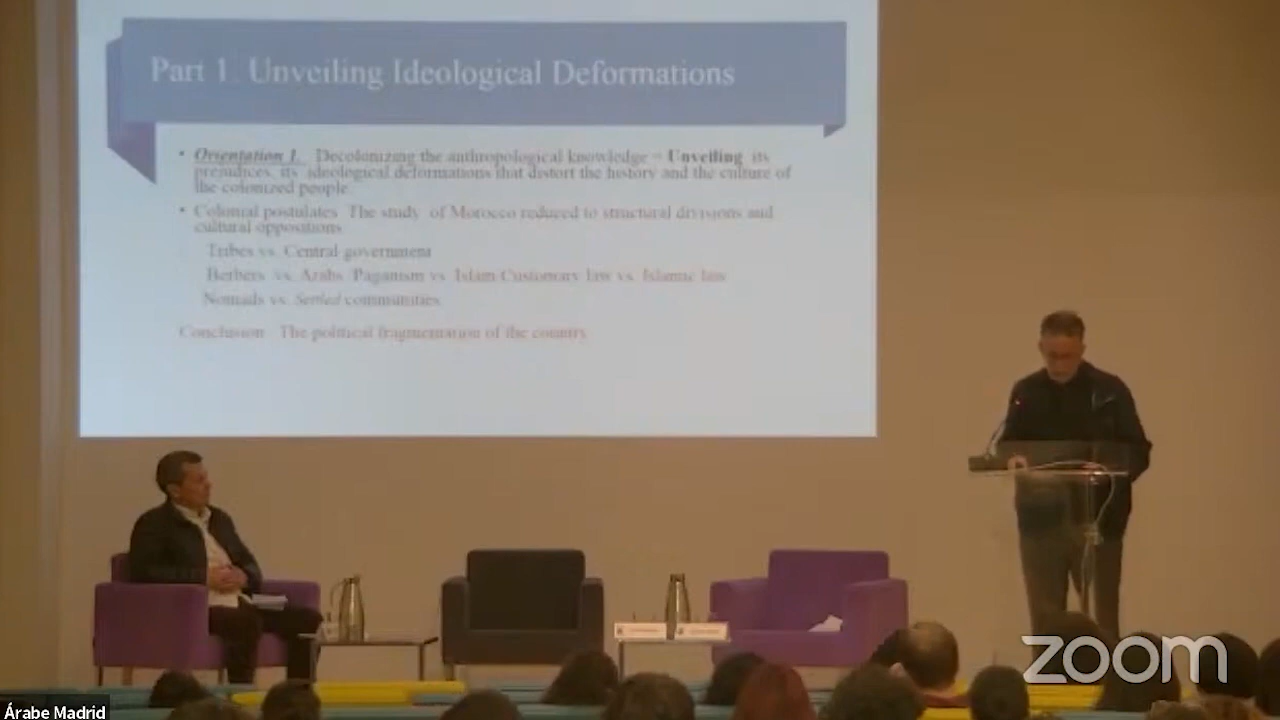 Part 1. Unveiling Ideological Deformations
• Orientation 1. Decolonizing the anthropological knowledge = Unveiling its
prejudices, its ideological deformations that distort the history and the culture of
the colonized people.
• Colonial postulates The study of Morocco reduced to structural divisions and
cultural oppositions
Tribes vs. Central government
Berbers vs. Arabs Paganism vs. Islam Customary law vs. Islamic law
Nomads vs. Settled communities.
Conclusion The political fragmentation of the country
zoom
Árabe Madrid